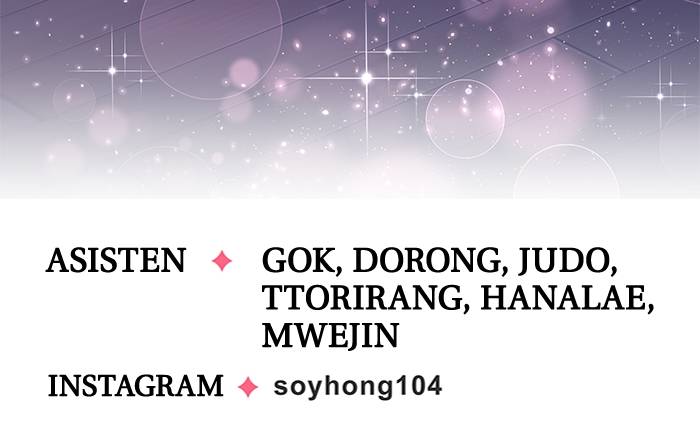 ASISTEN ✦ GOK, DORONG, JUDO,
TTORIRANG, HANALAE,
MWEJIN
INSTAGRAM ✦ soyhong104